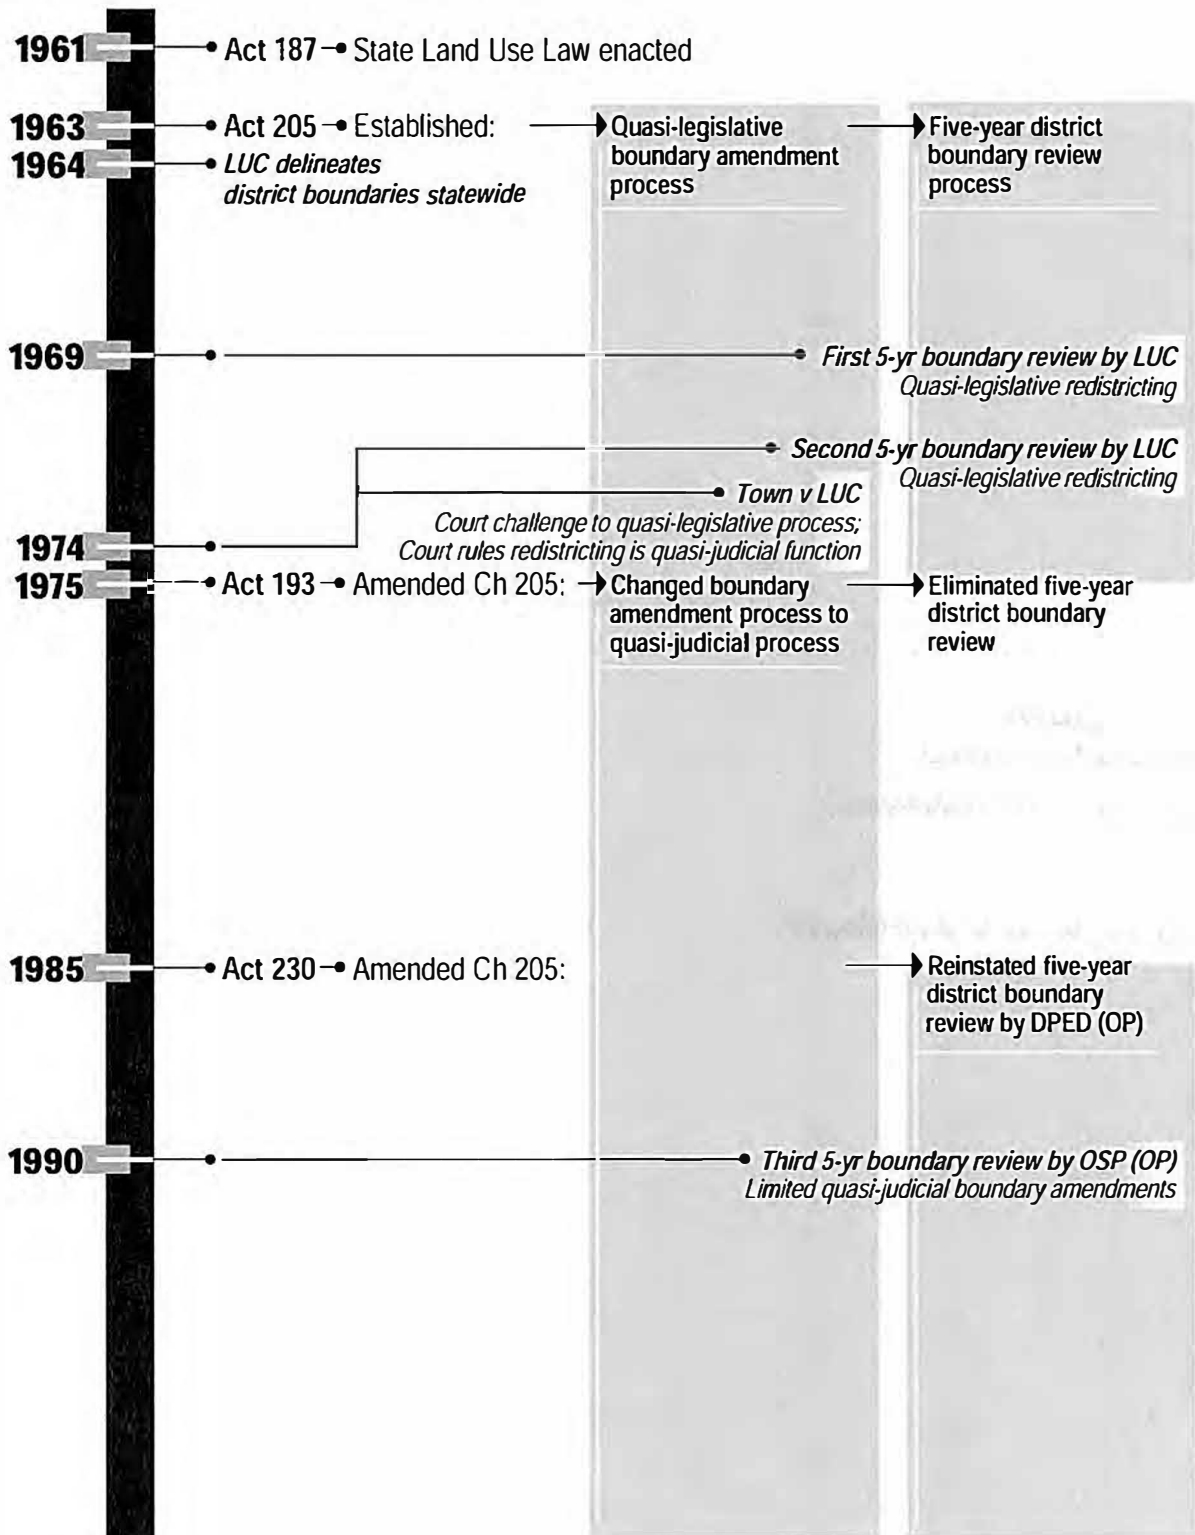 1961 Act 187 State Land Use Law enacted
1963 Act 205 Established:
Quasi-legislative
boundary amendment
process
Five-year district
boundary review
process
1964 LUC delineates
district boundaries statewide
1969
First 5-yr boundary review by LUC
Quasi-legislative redistricting
Second 5-yr boundary review by LUC
Quasi-legislative redistricting
Town v LUC
Court challenge to quasi-legislative process;
Court rules redistricting is quasi-judicial function
1974
1975 Act 193 Amended Ch 205:
Changed boundary
amendment process to
quasi-judicial process
Eliminated five-year
district boundary
review
1985 Act 230 Amended Ch 205:
Reinstated five-year
district boundary
review by DPED (OP)
1990
Third 5-yr boundary review by OSP (OP)
Limited quasi-judicial boundary amendments